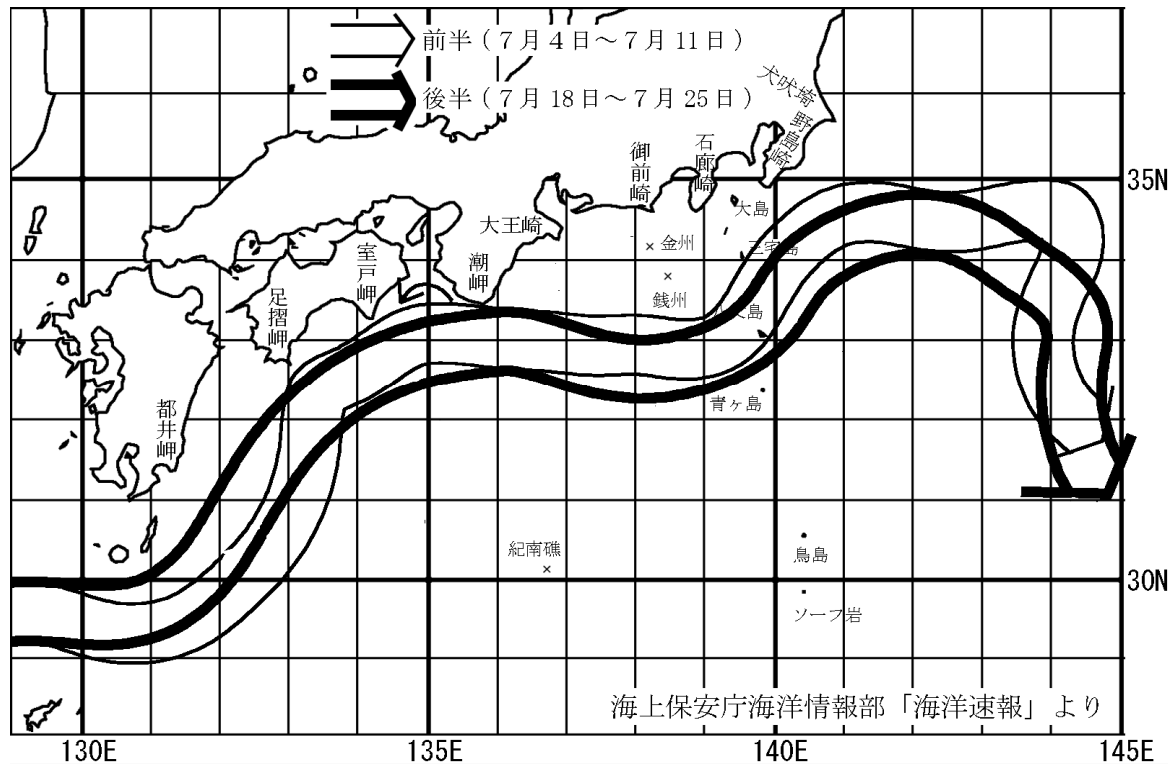 前半(7月4日～7月11日)
後半(7月18日～7月25日)
犬吠埼
野島崎
石廊崎
御前崎
35N
大島
大王崎
金州
三宅島
室戸岬
潮岬
足摺岬
銭州
島
青ヶ島
都井岬
紀南礁
鳥島
30N
ソーフ岩
海上保安庁海洋情報部「海洋速報」より
130E
135E
140E
145E